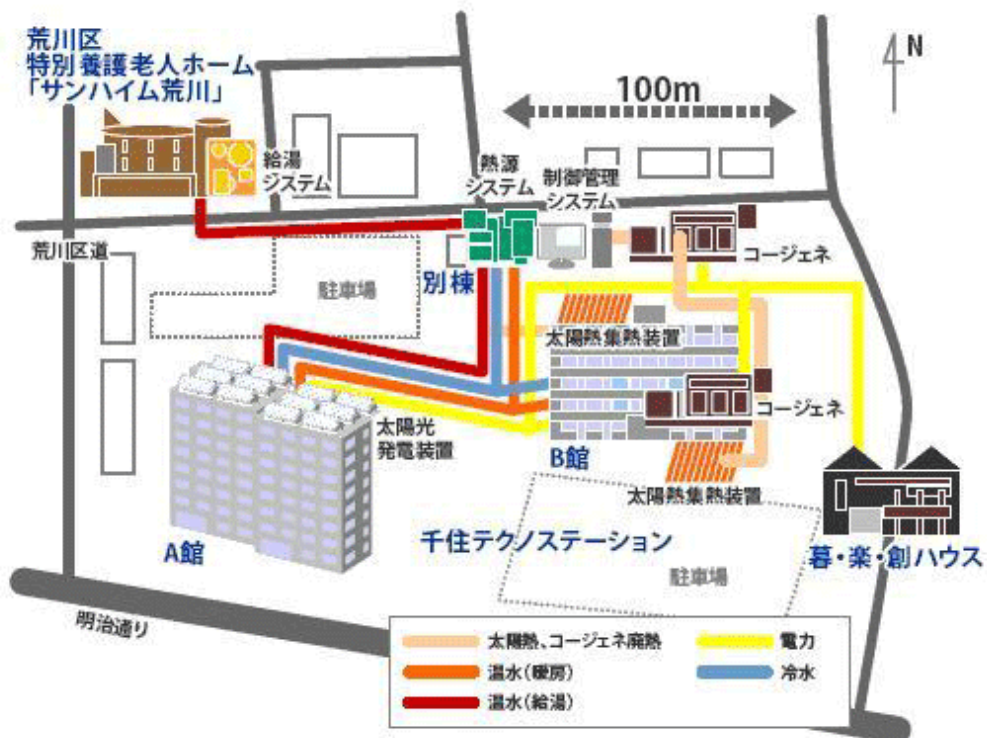 荒川区
特別養護老人ホーム
「サンハイム荒川」
100m
N
給湯
システム
熱源
システム
制御管理
システム
荒川区道
別棟
コージェネ
駐車場
太陽熱集熱装置
コージェネ
太陽光
発電装置
B館
太陽熱集熱装置
A館
千住テクノステーション
暮・楽・創ハウス
駐車場
明治通り
太陽熱、コージェネ廃熱
電力
温水(暖房)
冷水
温水(給湯)